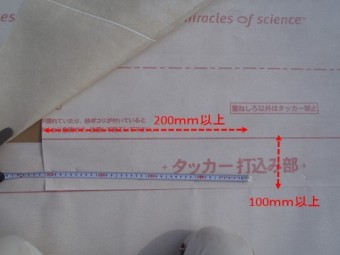 miracles of science™
重ねしろ以外はタッカー禁止
200mm以上
タッカー打込み部
100mm以上